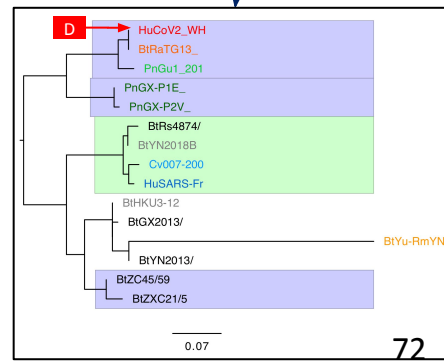 D
HuCoV2_WH
BtRaTG13_
PnGu1_201
PnGX-P1E_
PnGX-P2V_
BtRs4874/
BtYN2018B
Cv007-200
HuSARS-Fr
BtHKU3-12
BtGX2013/
BtYu-RmYN
BtYN2013/
BtZC45/59
BtZXC21/5
0.07
72